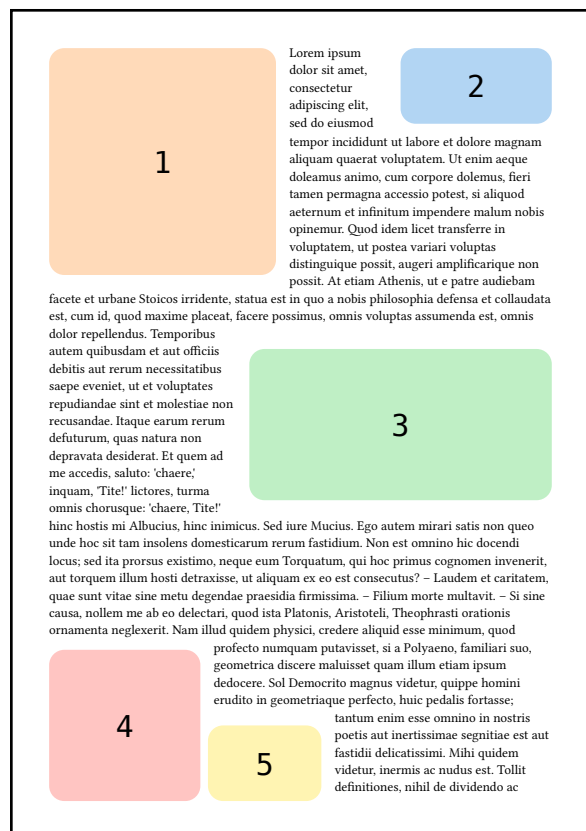 1
2
Lorem ipsum
dolor sit amet,
consectetur
adipiscing elit,
sed do eiusmod
tempor incididunt ut labore et dolore magnam
aliquam quaerat voluptatem. Ut enim aeque
doleamus animo, cum corpore dolemus, fieri
tamen permagna accessio potest, si aliquod
aeternum et infinitum impendere malum nobis
opinemur. Quod idem licet transferre in
voluptatem, ut postea variari voluptas
distinguique possit, augeri amplificarique non
possit. At etiam Athenis, ut e patre audiebam
facete et urbane Stoicos irridente, statua est in quo a nobis philosophia defensa et collaudata
est, cum id, quod maxime placeat, facere possimus, omnis voluptas assumenda est, omnis
dolor repellendus. Temporibus
autem quibusdam et aut officiis
debitis aut rerum necessitatibus
saepe eveniet, ut et voluptates
repudiandae sint et molestiae non
recusandae. Itaque earum rerum
defuturum, quas natura non
depravata desiderat. Et quem ad
me accedis, saluto: 'chaere,'
inquam, 'Tite!' lictores, turma
omnis chorusque: 'chaere, Tite!'
3
hinc hostis mi Albucius, hinc inimicus. Sed iure Mucius. Ego autem mirari satis non queo
unde hoc sit tam insolens domesticarum rerum fastidium. Non est omnino hic docendi
locus; sed ita prorsus existimo, neque eum Torquatum, qui hoc primus cognomen invenerit,
aut torquem illum hosti detraxisse, ut aliquam ex eo est consecutus? – Laudem et caritatem,
quae sunt vitae sine metu degendae praesidia firmissima. – Filium morte multavit. – Si sine
causa, nollem me ab eo delectari, quod ista Platonis, Aristoteli, Theophrasti orationis
ornamenta neglexerit. Nam illud quidem physici, credere aliquid esse minimum, quod
profecto numquam putavisset, si a Polyaeno, familiari suo,
geometrica discere maluisset quam illum etiam ipsum
dedocere. Sol Democrito magnus videtur, quippe homini
erudito in geometriaque perfecto, huic pedalis fortasse;
tantum enim esse omnino in nostris
poetis aut inertissimae segnitiae est aut
fastidii delicatissimi. Mihi quidem
videtur, inermis ac nudus est. Tollit
definitiones, nihil de dividendo ac
4
5